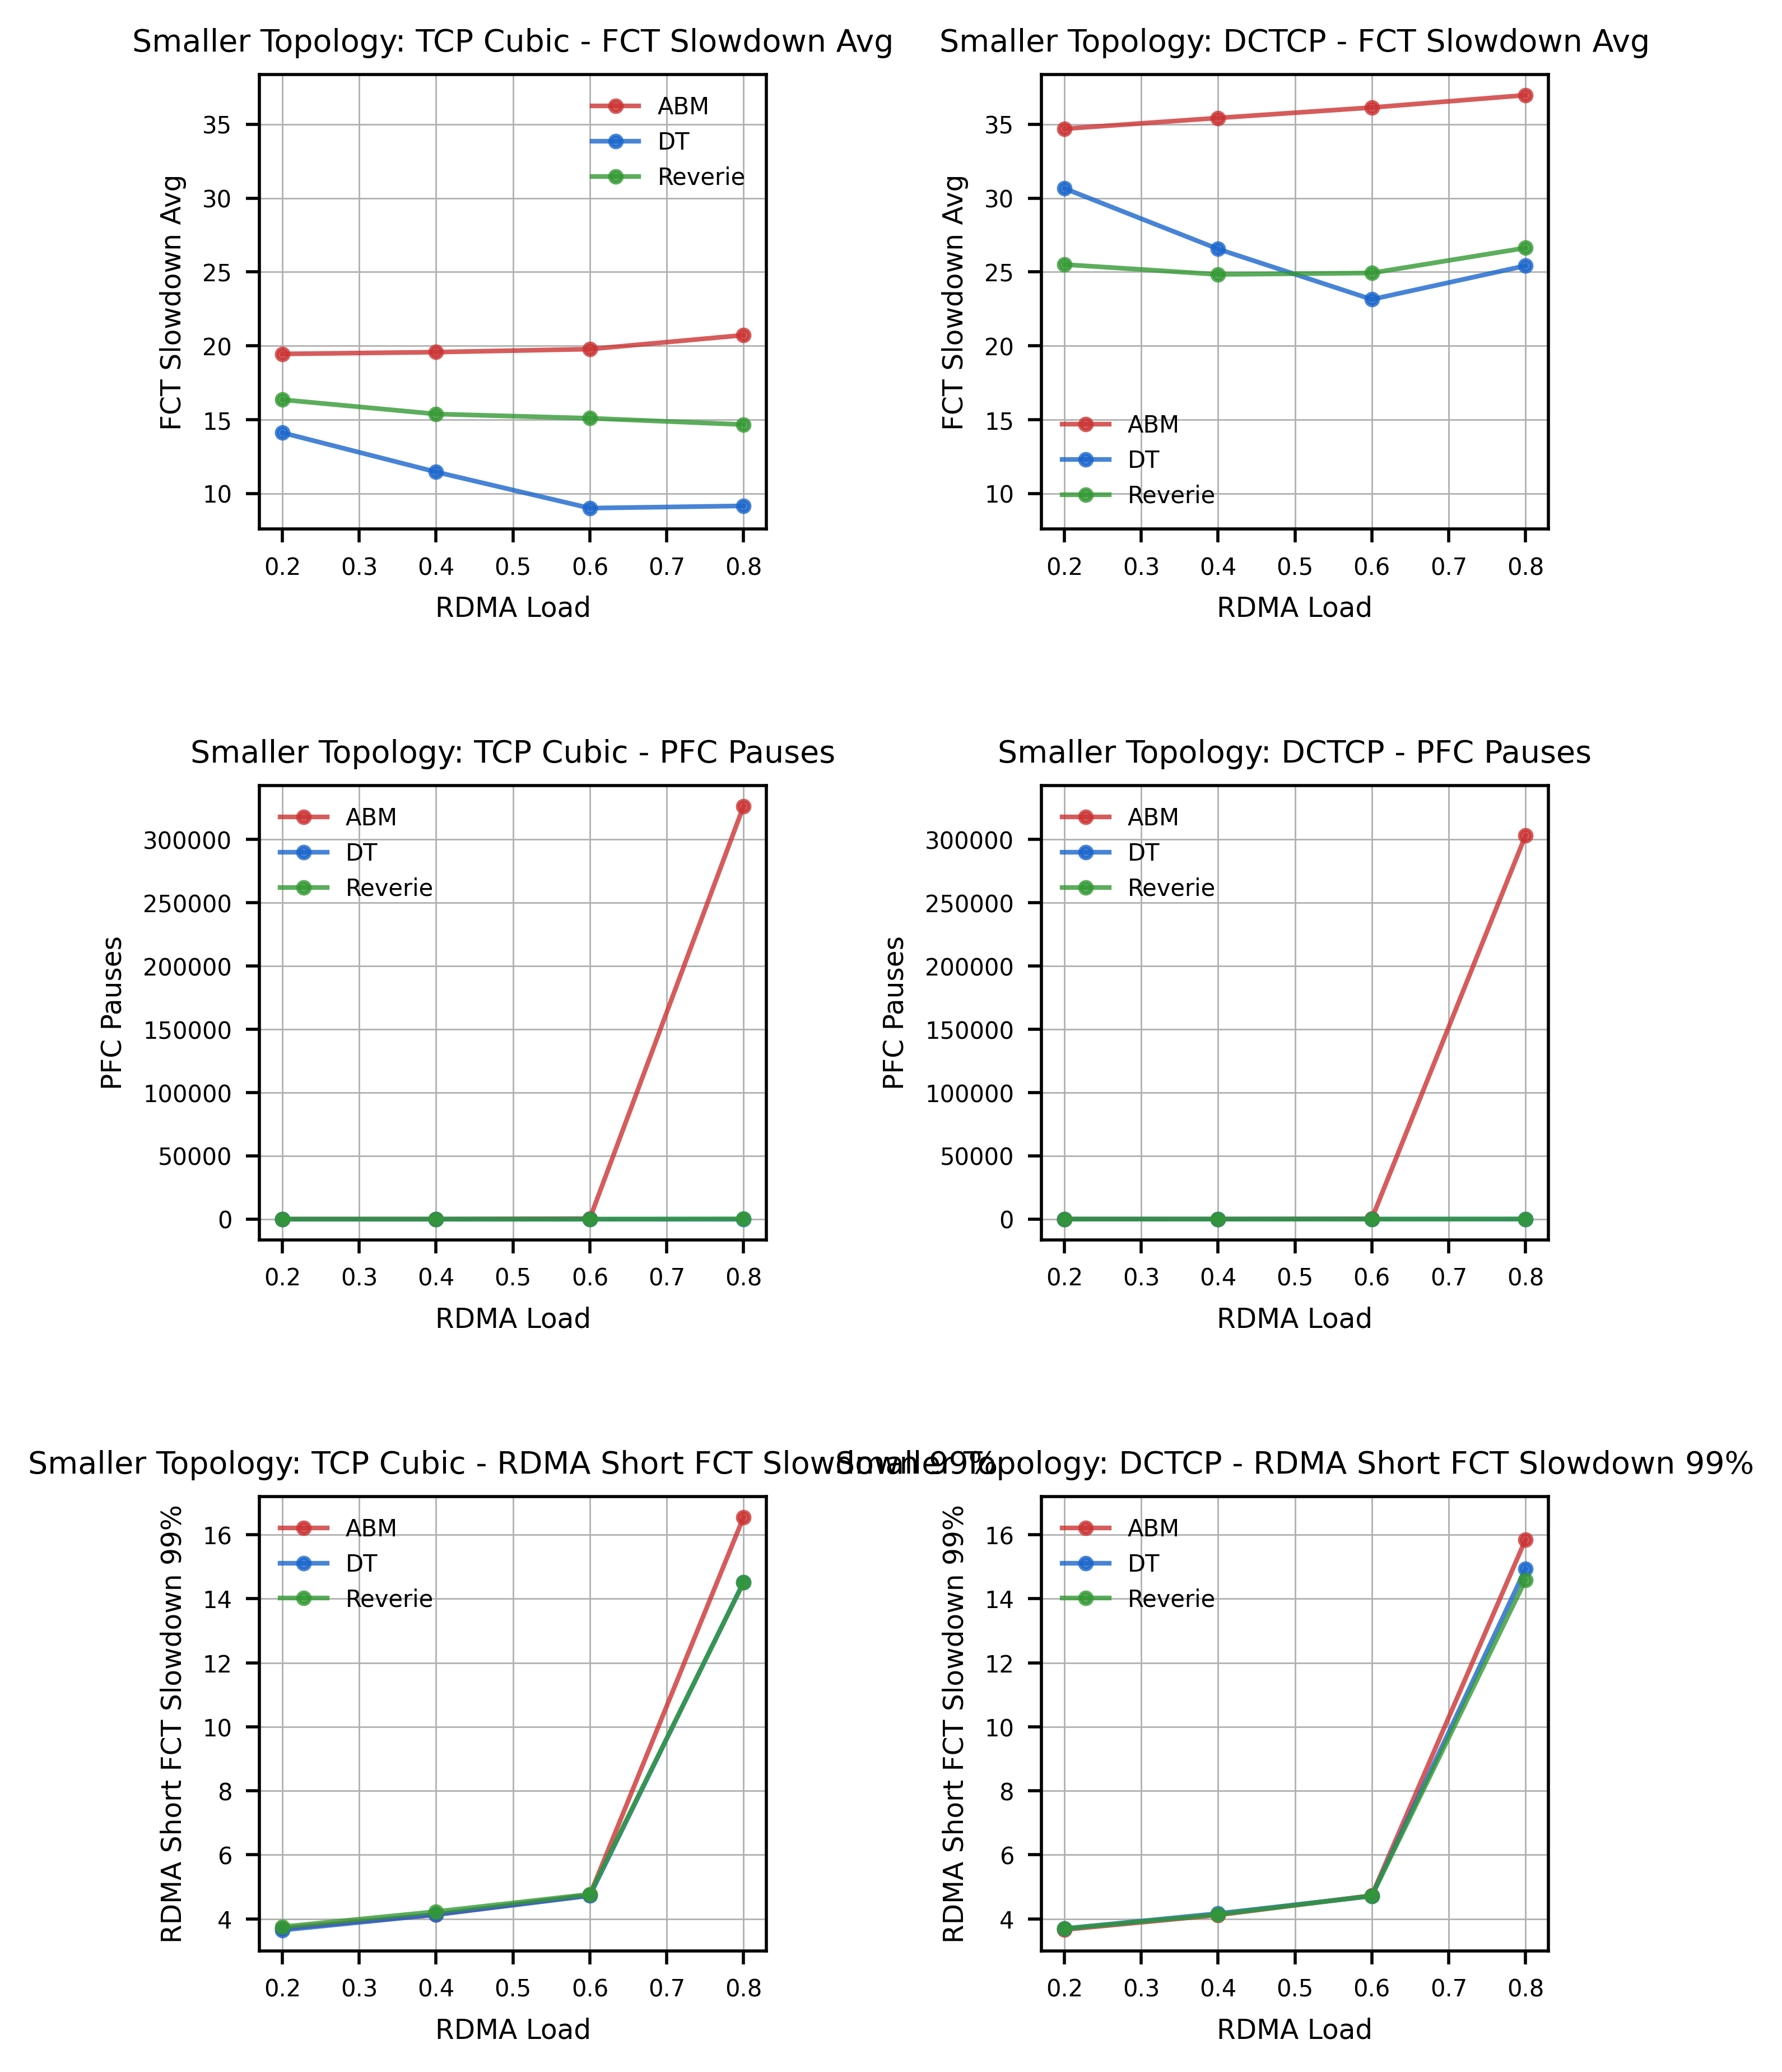 Smaller Topology: TCP Cubic - FCT Slowdown Avg
FCT Slowdown Avg
35
30
25
20
15
10
ABM
DT
Reverie
0.2 0.3 0.4 0.5 0.6 0.7 0.8
RDMA Load
Smaller Topology: DCTCP - FCT Slowdown Avg
FCT Slowdown Avg
35
30
25
20
15
10
ABM
DT
Reverie
0.2 0.3 0.4 0.5 0.6 0.7 0.8
RDMA Load
Smaller Topology: TCP Cubic - PFC Pauses
PFC Pauses
300000
250000
200000
150000
100000
50000
0
ABM
DT
Reverie
0.2 0.3 0.4 0.5 0.6 0.7 0.8
RDMA Load
Smaller Topology: DCTCP - PFC Pauses
PFC Pauses
300000
250000
200000
150000
100000
50000
0
ABM
DT
Reverie
0.2 0.3 0.4 0.5 0.6 0.7 0.8
RDMA Load
Smaller Topology: TCP Cubic - RDMA Short FCT Slowdown 99%
RDMA Short FCT Slowdown 99%
16
14
12
10
8
6
4
ABM
DT
Reverie
0.2 0.3 0.4 0.5 0.6 0.7 0.8
RDMA Load
Smaller Topology: DCTCP - RDMA Short FCT Slowdown 99%
RDMA Short FCT Slowdown 99%
16
14
12
10
8
6
4
ABM
DT
Reverie
0.2 0.3 0.4 0.5 0.6 0.7 0.8
RDMA Load